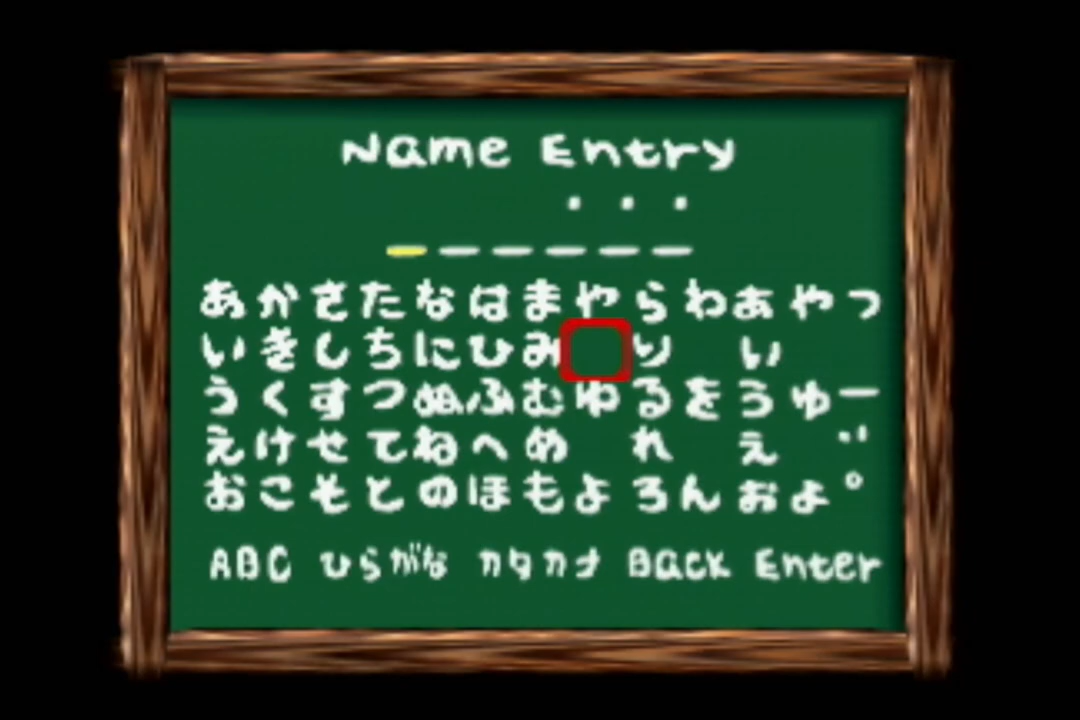 Name Entry
. . .
_ _ _ _ _ _
あかさたなはまやらわぁゃっ
いきしちにひみ り ぃ
うくすつぬふむゆるをぅゅー
えけせてねへめ れ ぇ ゛
おこそとのほもよろんぉょ゜
ABC ひらがな カタカナ Back Enter